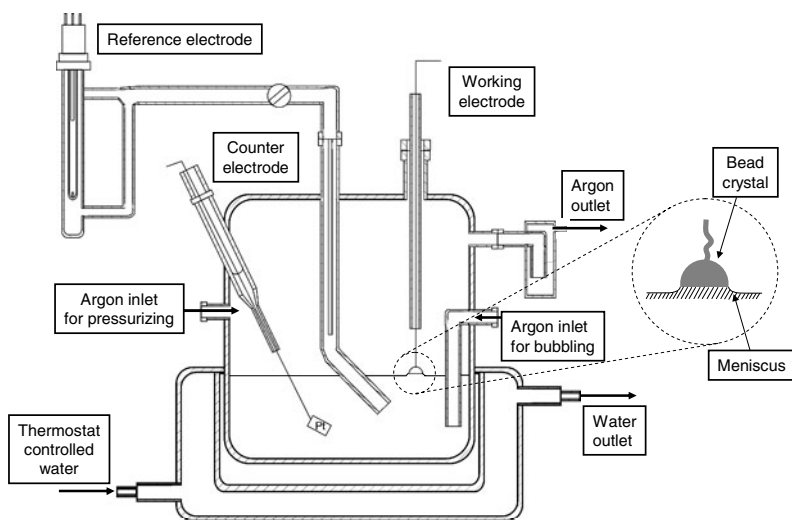 Reference electrode
Working
electrode
Counter
electrode
Bead
crystal
Argon
outlet
Argon inlet
for pressurizing
Argon inlet
for bubbling
Meniscus
Pt
Water
outlet
Thermostat
controlled
water